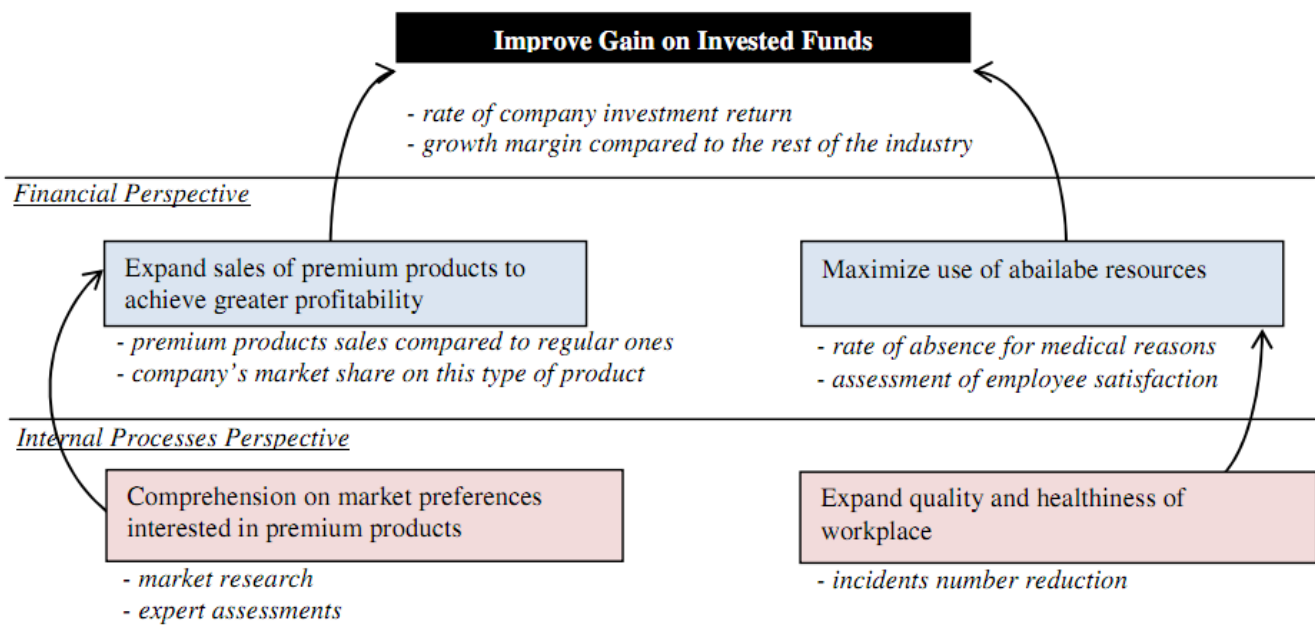 Improve Gain on Invested Funds
- rate of company investment return
- growth margin compared to the rest of the industry
Financial Perspective
Expand sales of premium products to
achieve greater profitability
- premium products sales compared to regular ones
- company's market share on this type of product
Maximize use of abailabe resources
- rate of absence for medical reasons
- assessment of employee satisfaction
Internal Processes Perspective
Comprehension on market preferences
interested in premium products
- market research
- expert assessments
Expand quality and healthiness of
workplace
- incidents number reduction